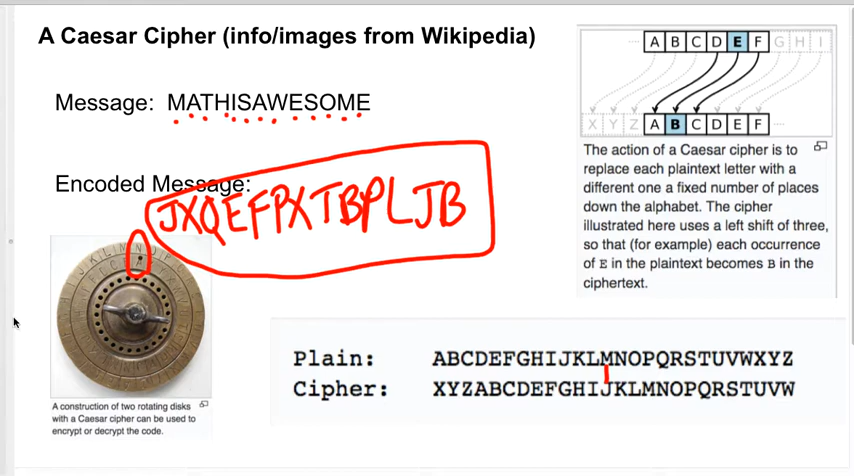 A Caesar Cipher (info/images from Wikipedia)
Message: MATHISAWESOME
Encoded Message:
JXQEFPXTBPLJB
A B C D E F G H I
X Y Z A B C D E F
The action of a Caesar cipher is to
replace each plaintext letter with a
different one a fixed number of places
down the alphabet. The cipher
illustrated here uses a left shift of three,
so that (for example) each occurrence
of E in the plaintext becomes B in the
ciphertext.
A construction of two rotating disks
with a Caesar cipher can be used to
encrypt or decrypt the code.
Plain: ABCDEFGHIJKLMNOPQRSTUVWXYZ
Cipher: XYZABCDEFGHIJKLMNOPQRSTUVW